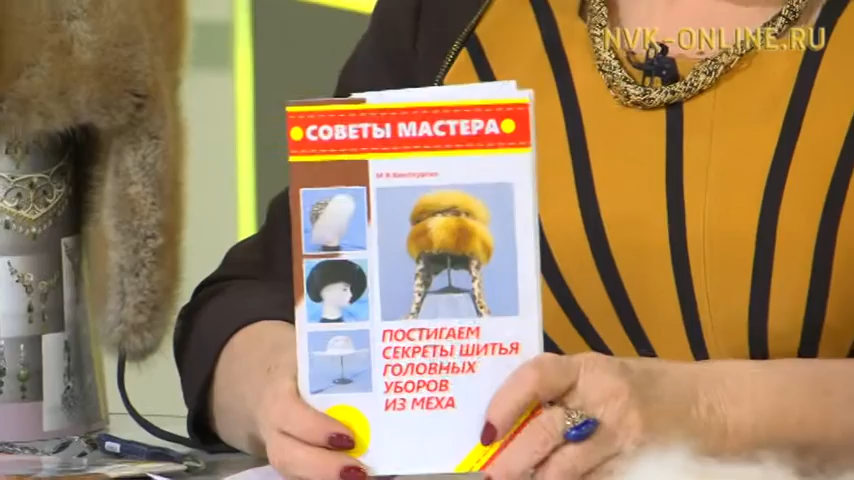 NVK-ONLINE.RU
СОВЕТЫ МАСТЕРА
ПОСТИГАЕМ
СЕКРЕТЫ ШИТЬЯ
ГОЛОВНЫХ
УБОРОВ
ИЗ МЕХА